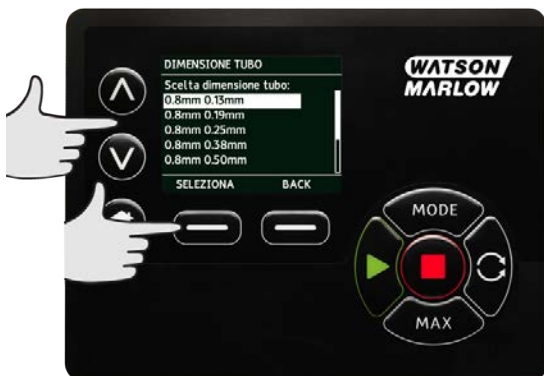 DIMENSIONE TUBO
Scelta dimensione tubo:
0.8mm 0.13mm
0.8mm 0.19mm
0.8mm 0.25mm
0.8mm 0.38mm
0.8mm 0.50mm
SELEZIONA BACK
WATSON
MARLOW
MODE
MAX